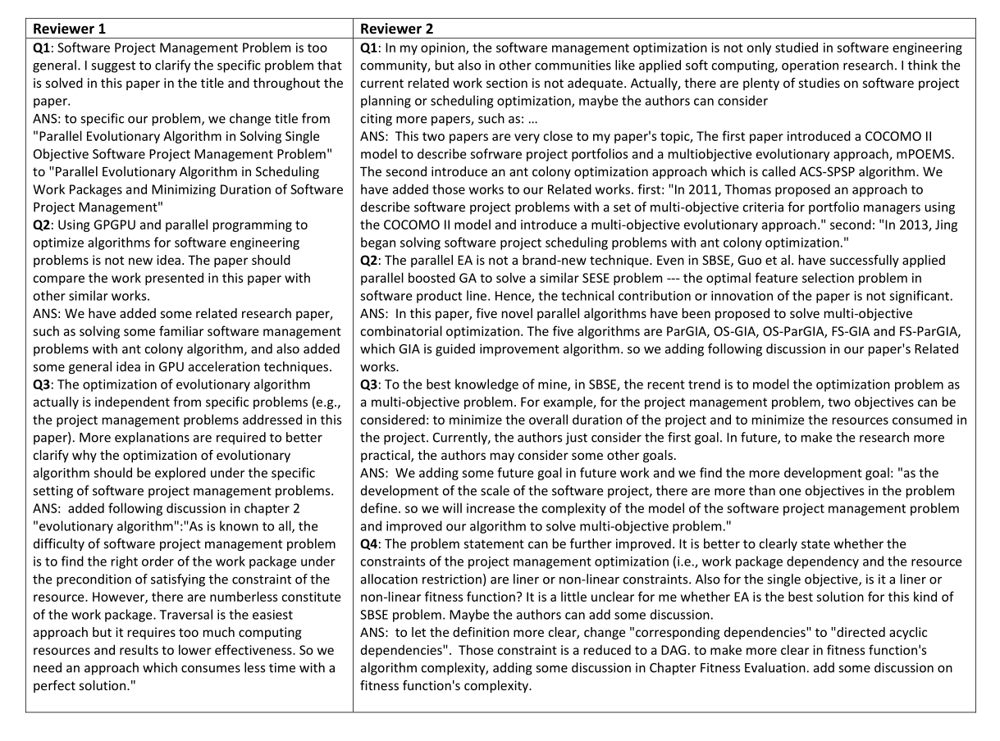 Reviewer 1
Q1: Software Project Management Problem is too
general. I suggest to clarify the specific problem that
is solved in this paper in the title and throughout the
paper.
ANS: to specific our problem, we change title from
"Parallel Evolutionary Algorithm in Solving Single
Objective Software Project Management Problem"
to "Parallel Evolutionary Algorithm in Scheduling
Work Packages and Minimizing Duration of Software
Project Management"
Q2: Using GPGPU and parallel programming to
optimize algorithms for software engineering
problems is not new idea. The paper should
compare the work presented in this paper with
other similar works.
ANS: We have added some related research paper,
such as solving some familiar software management
problems with ant colony algorithm, and also added
some general idea in GPU acceleration techniques.
Q3: The optimization of evolutionary algorithm
actually is independent from specific problems (e.g.,
the project management problems addressed in this
paper). More explanations are required to better
clarify why the optimization of evolutionary
algorithm should be explored under the specific
setting of software project management problems.
ANS:  added following discussion in chapter 2
"evolutionary algorithm":"As is known to all, the
difficulty of software project management problem
is to find the right order of the work package under
the precondition of satisfying the constraint of the
resource. However, there are numberless constitute
of the work package. Traversal is the easiest
approach but it requires too much computing
resources and results to lower effectiveness. So we
need an approach which consumes less time with a
perfect solution."
Reviewer 2
Q1: In my opinion, the software management optimization is not only studied in software engineering
community, but also in other communities like applied soft computing, operation research. I think the
current related work section is not adequate. Actually, there are plenty of studies on software project
planning or scheduling optimization, maybe the authors can consider
citing more papers, such as: …
ANS:  This two papers are very close to my paper's topic, The first paper introduced a COCOMO II
model to describe sofrware project portfolios and a multiobjective evolutionary approach, mPOEMS.
The second introduce an ant colony optimization approach which is called ACS-SPSP algorithm. We
have added those works to our Related works. first: "In 2011, Thomas proposed an approach to
describe software project problems with a set of multi-objective criteria for portfolio managers using
the COCOMO II model and introduce a multi-objective evolutionary approach." second: "In 2013, Jing
began solving software project scheduling problems with ant colony optimization."
Q2: The parallel EA is not a brand-new technique. Even in SBSE, Guo et al. have successfully applied
parallel boosted GA to solve a similar SESE problem --- the optimal feature selection problem in
software product line. Hence, the technical contribution or innovation of the paper is not significant.
ANS:  In this paper, five novel parallel algorithms have been proposed to solve multi-objective
combinatorial optimization. The five algorithms are ParGIA, OS-GIA, OS-ParGIA, FS-GIA and FS-ParGIA,
which GIA is guided improvement algorithm. so we adding following discussion in our paper's Related
works.
Q3: To the best knowledge of mine, in SBSE, the recent trend is to model the optimization problem as
a multi-objective problem. For example, for the project management problem, two objectives can be
considered: to minimize the overall duration of the project and to minimize the resources consumed in
the project. Currently, the authors just consider the first goal. In future, to make the research more
practical, the authors may consider some other goals.
ANS:  We adding some future goal in future work and we find the more development goal: "as the
development of the scale of the software project, there are more than one objectives in the problem
define. so we will increase the complexity of the model of the software project management problem
and improved our algorithm to solve multi-objective problem."
Q4: The problem statement can be further improved. It is better to clearly state whether the
constraints of the project management optimization (i.e., work package dependency and the resource
allocation restriction) are liner or non-linear constraints. Also for the single objective, is it a liner or
non-linear fitness function? It is a little unclear for me whether EA is the best solution for this kind of
SBSE problem. Maybe the authors can add some discussion.
ANS:  to let the definition more clear, change "corresponding dependencies" to "directed acyclic
dependencies".  Those constraint is a reduced to a DAG. to make more clear in fitness function's
algorithm complexity, adding some discussion in Chapter Fitness Evaluation. add some discussion on
fitness function's complexity.